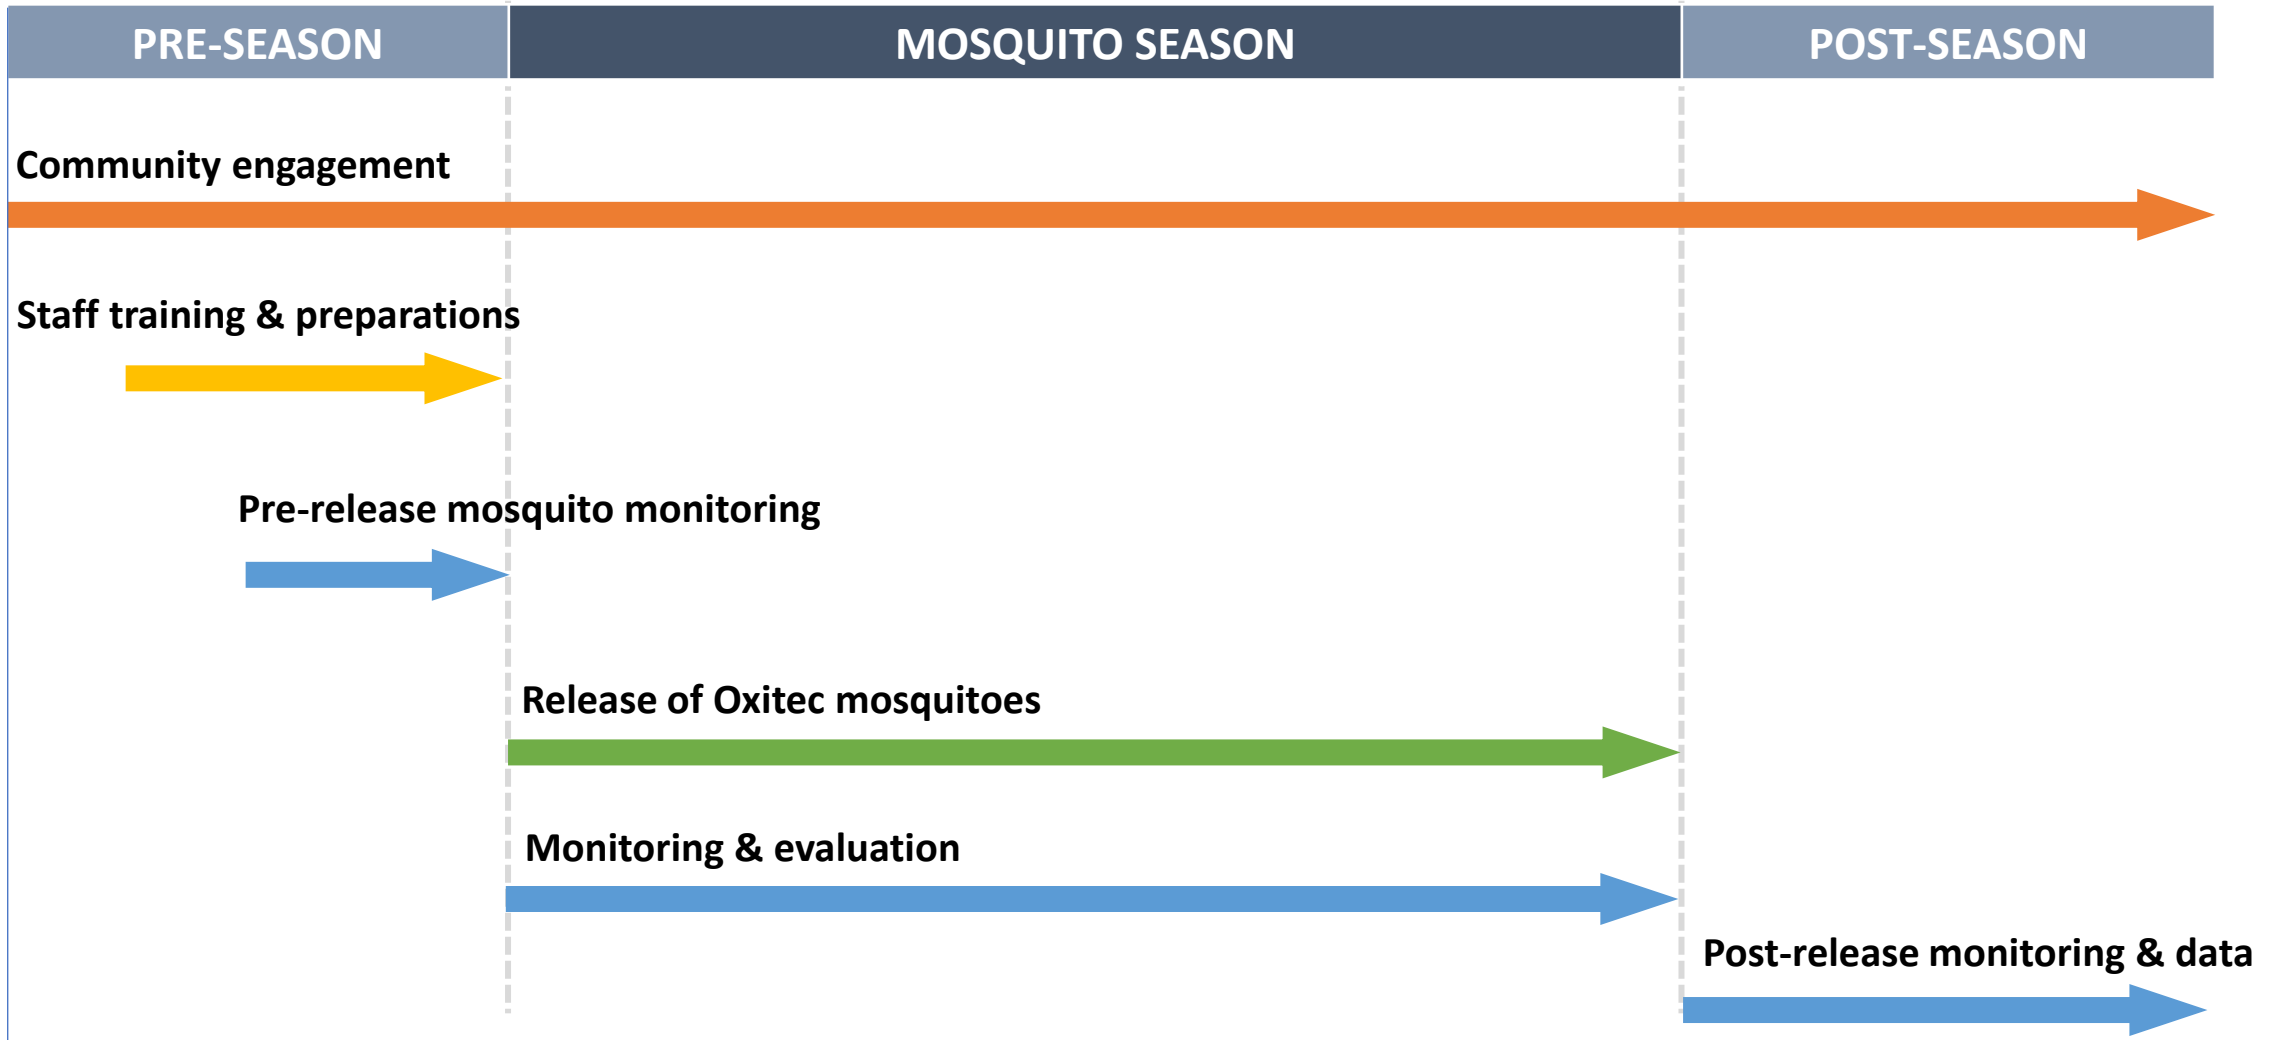 PRE-SEASON
MOSQUITO SEASON
POST-SEASON
Community engagement
Staff training & preparations
Pre-release mosquito monitoring
Release of Oxitec mosquitoes
Monitoring & evaluation
Post-release monitoring & data